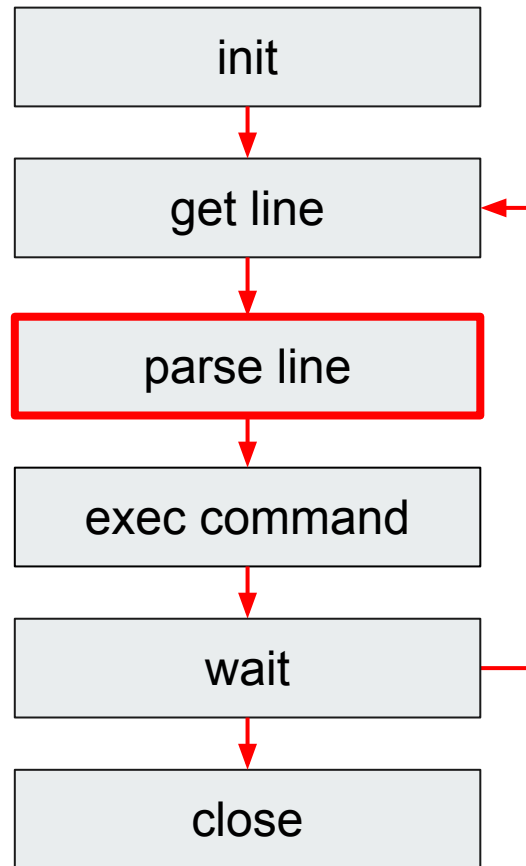 init
get line
parse line
exec command
wait
close